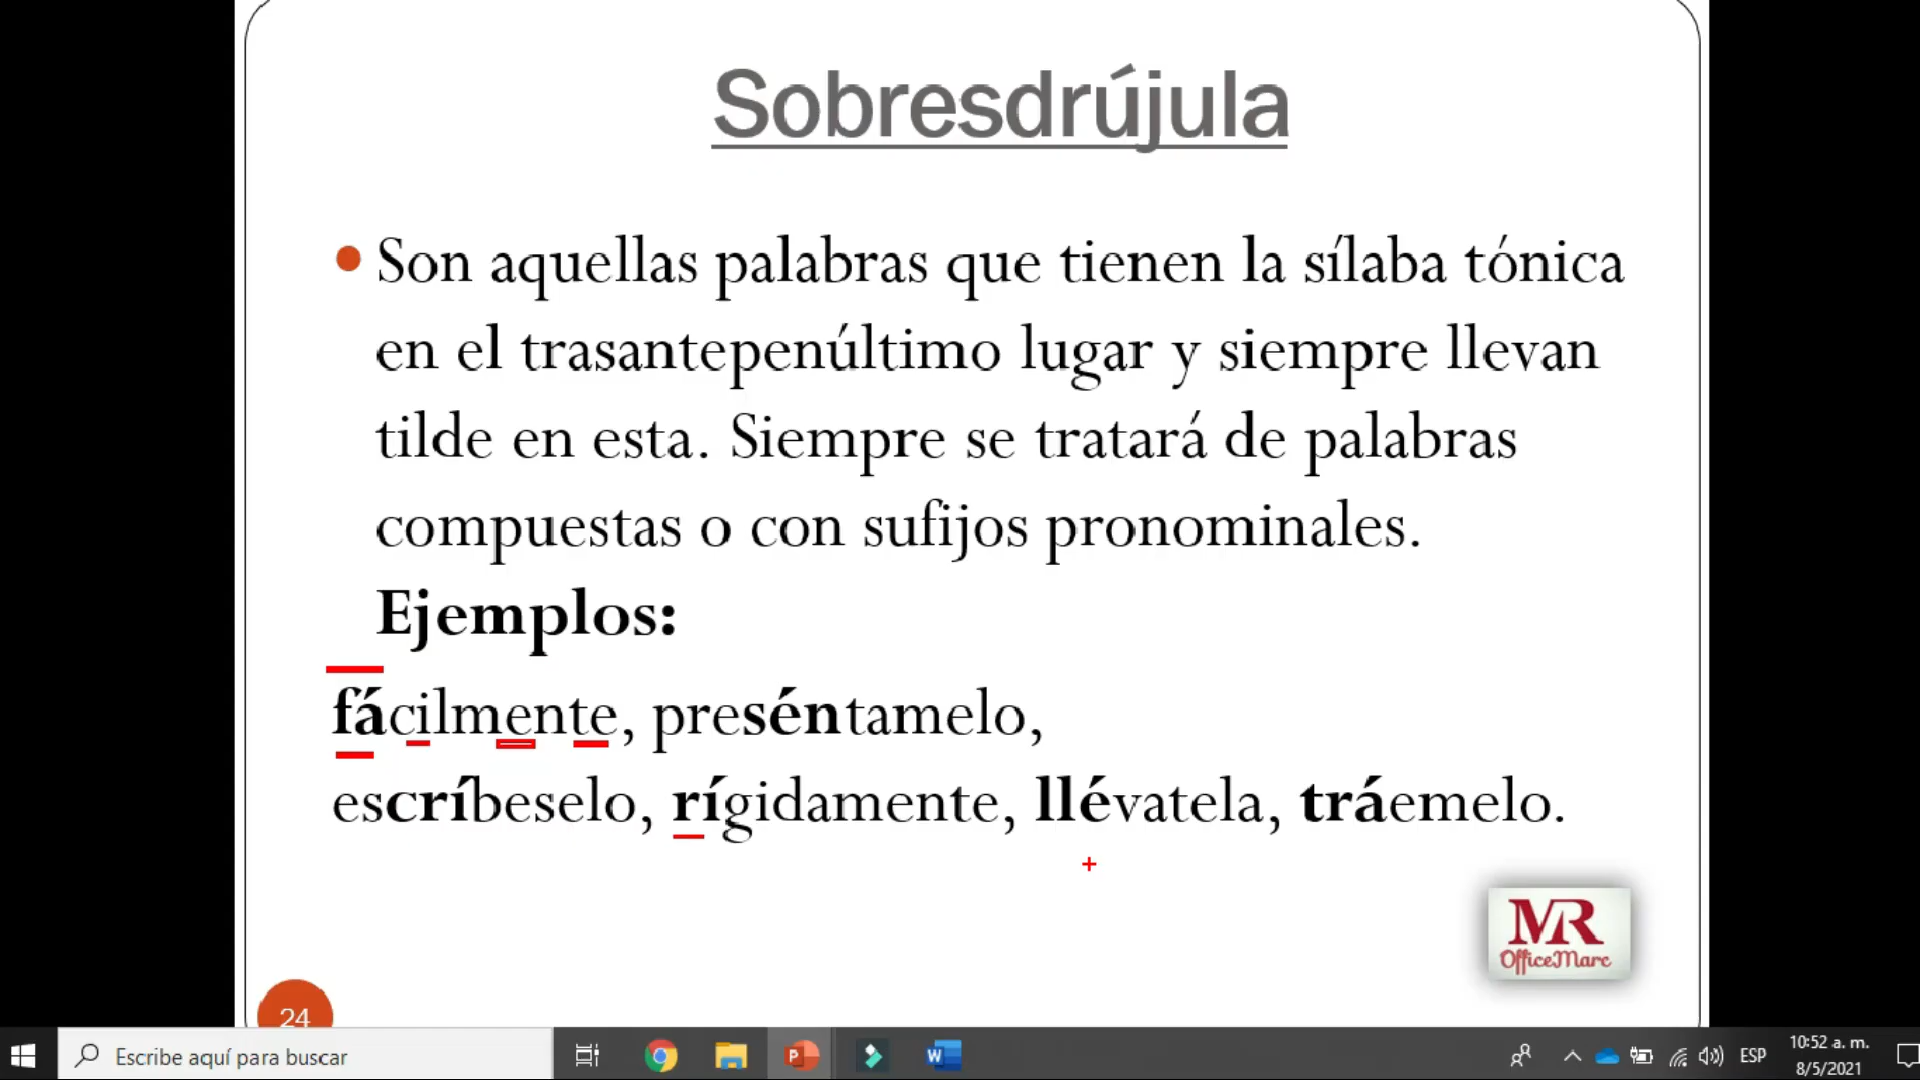 Sobresdrújula
Son aquellas palabras que tienen la sílaba tónica
en el trasantepenúltimo lugar y siempre llevan
tilde en esta. Siempre se tratará de palabras
compuestas o con sufijos pronominales.
Ejemplos:
fácilmente, preséntamelo,
escríbeselo, rígidamente, llévatela, tráemelo.
MR
OfficeMarc
24
Escribe aquí para buscar
ESP
10:52 a. m.
8/5/2021